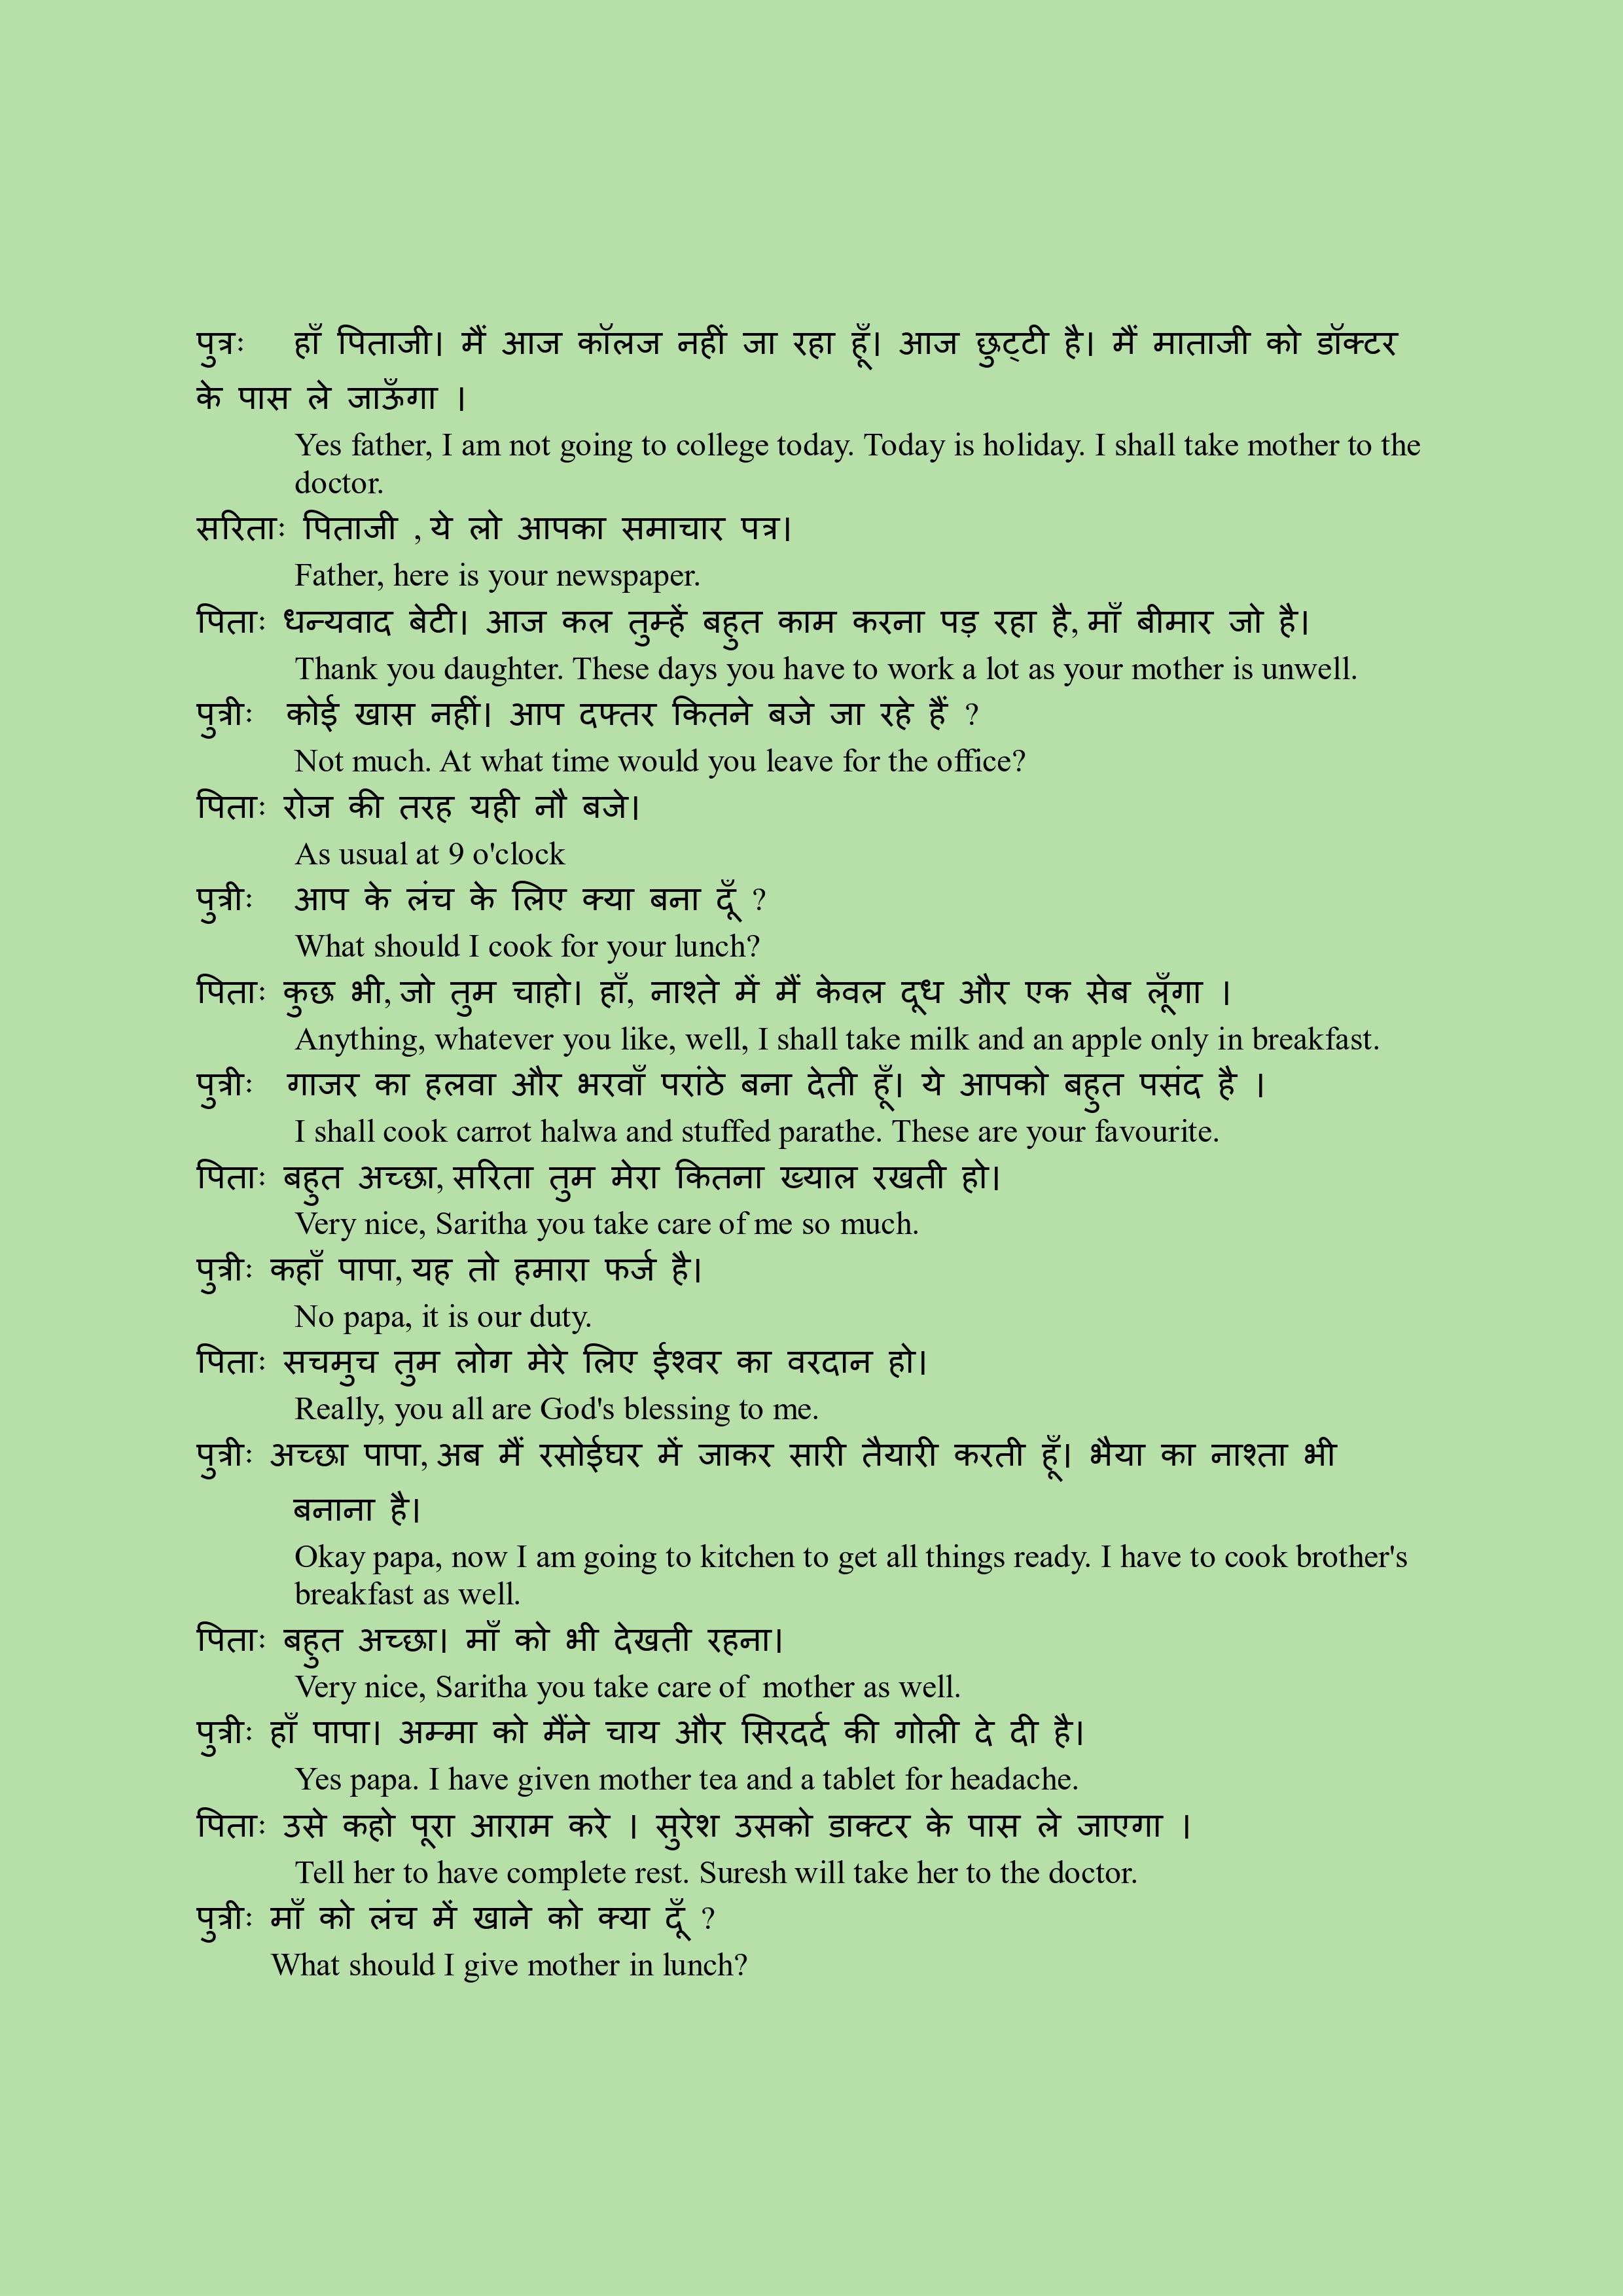 पुत्रः हाँ पिताजी। मैं आज कॉलज नहीं जा रहा हूँ। आज छुट्टी है। मैं माताजी को डॉक्टर
के पास ले जाऊँगा ।
Yes father, I am not going to college today. Today is holiday. I shall take mother to the
doctor.
सरिताः पिताजी , ये लो आपका समाचार पत्र।
Father, here is your newspaper.
पिताः धन्यवाद बेटी। आज कल तुम्हें बहुत काम करना पड़ रहा है, माँ बीमार जो है।
Thank you daughter. These days you have to work a lot as your mother is unwell.
पुत्रीः कोई खास नहीं। आप दफ्तर कितने बजे जा रहे हैं ?
Not much. At what time would you leave for the office?
पिताः रोज की तरह यही नौ बजे।
As usual at 9 o'clock
पुत्रीः आप के लंच के लिए क्या बना दूँ ?
What should I cook for your lunch?
पिताः कुछ भी, जो तुम चाहो। हाँ, नाश्ते में मैं केवल दूध और एक सेब लूँगा ।
Anything, whatever you like, well, I shall take milk and an apple only in breakfast.
पुत्रीः गाजर का हलवा और भरवाँ परांठे बना देती हूँ। ये आपको बहुत पसंद है ।
I shall cook carrot halwa and stuffed parathe. These are your favourite.
पिताः बहुत अच्छा, सरिता तुम मेरा कितना ख्याल रखती हो।
Very nice, Saritha you take care of me so much.
पुत्रीः कहाँ पापा, यह तो हमारा फर्ज है।
No papa, it is our duty.
पिताः सचमुच तुम लोग मेरे लिए ईश्वर का वरदान हो।
Really, you all are God's blessing to me.
पुत्रीः अच्छा पापा, अब मैं रसोईघर में जाकर सारी तैयारी करती हूँ। भैया का नाश्ता भी
बनाना है।
Okay papa, now I am going to kitchen to get all things ready. I have to cook brother's
breakfast as well.
पिताः बहुत अच्छा। माँ को भी देखती रहना।
Very nice, Saritha you take care of mother as well.
पुत्रीः हाँ पापा। अम्मा को मैंने चाय और सिरदर्द की गोली दे दी है।
Yes papa. I have given mother tea and a tablet for headache.
पिताः उसे कहो पूरा आराम करे । सुरेश उसको डाक्टर के पास ले जाएगा ।
Tell her to have complete rest. Suresh will take her to the doctor.
पुत्रीः माँ को लंच में खाने को क्या दूँ ?
What should I give mother in lunch?